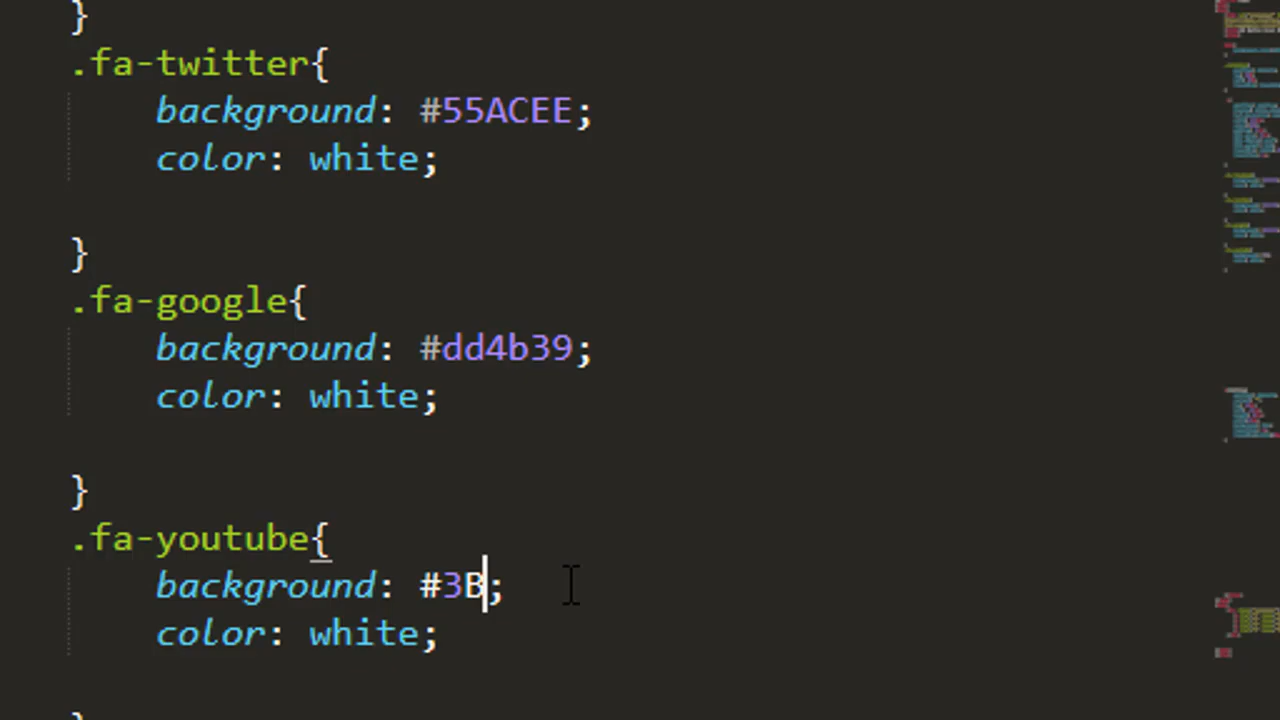 }
.fa-twitter{
background: #55ACEE;
color: white;
}
.fa-google{
background: #dd4b39;
color: white;
}
.fa-youtube{
background: #3B;
color: white;
}